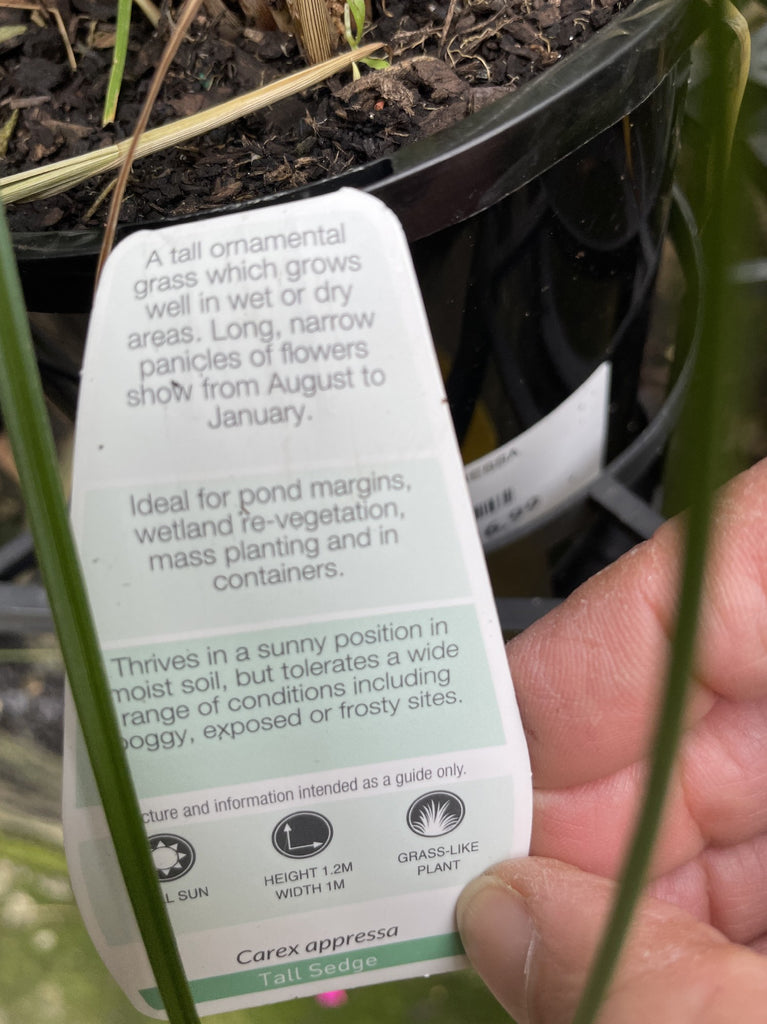 A tall ornamental
grass which grows
well in wet or dry
areas. Long, narrow
panicles of flowers
show from August to
January.
Ideal for pond margins,
wetland re-vegetation,
mass planting and in
containers.
Thrives in a sunny position in
moist soil, but tolerates a wide
range of conditions including
boggy, exposed or frosty sites.
cture and information intended as a guide only.
L SUN
HEIGHT 1.2M
WIDTH 1M
GRASS-LIKE
PLANT
Carex appressa
Tall Sedge